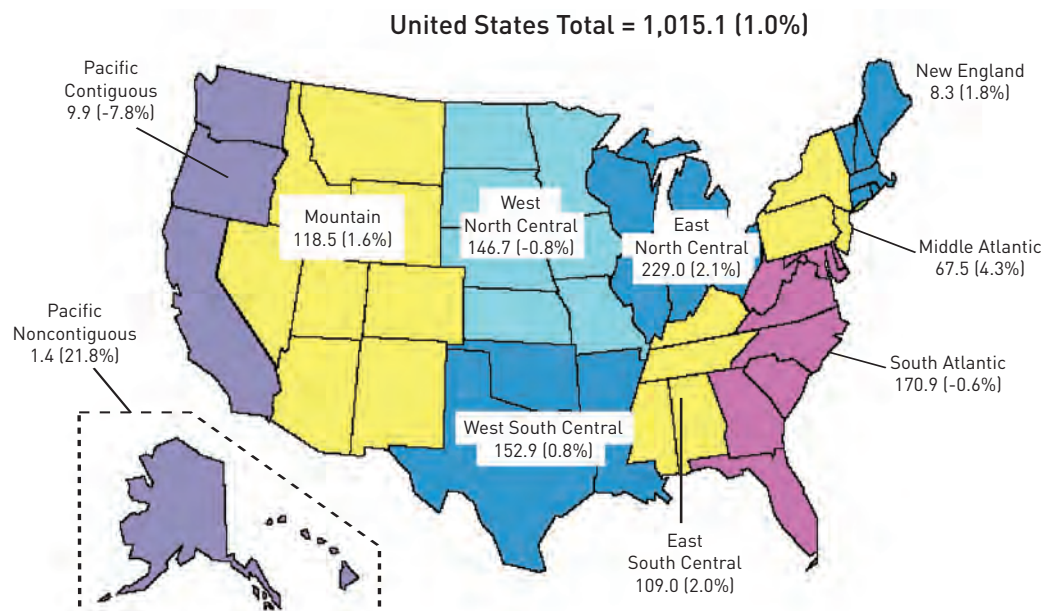 United States Total = 1,015.1 (1.0%)
Pacific
Contiguous
9.9 (-7.8%)
New England
8.3 (1.8%)
Mountain
118.5 (1.6%)
West
North Central
146.7 (-0.8%)
East
North Central
229.0 (2.1%)
Middle Atlantic
67.5 (4.3%)
Pacific
Noncontiguous
1.4 (21.8%)
South Atlantic
170.9 (-0.6%)
West South Central
152.9 (0.8%)
East
South Central
109.0 (2.0%)